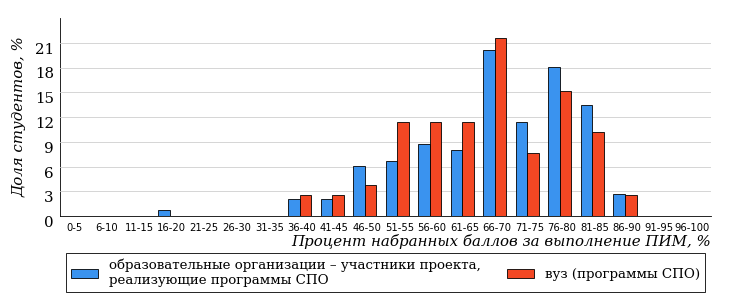 Доля студентов, %
21
18
15
12
9
6
3
0
0-5 6-10 11-15 16-20 21-25 26-30 31-35 36-40 41-45 46-50 51-55 56-60 61-65 66-70 71-75 76-80 81-85 86-90 91-95 96-100
Процент набранных баллов за выполнение ПИМ, %
образовательные организации – участники проекта,
реализующие программы СПО
вуз (программы СПО)